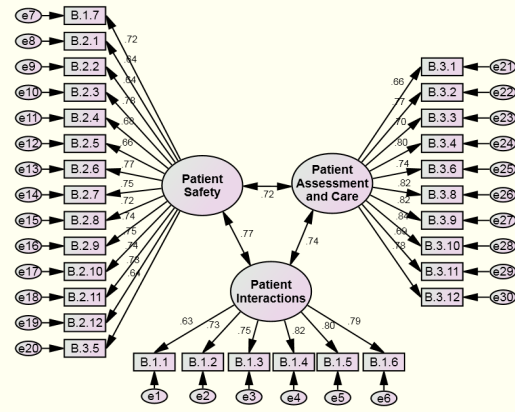 e7 B.1.7
e8 B.2.1
e9 B.2.2
e10 B.2.3
e11 B.2.4
e12 B.2.5
e13 B.2.6
e14 B.2.7
e15 B.2.8
e16 B.2.9
e17 B.2.10
e18 B.2.11
e19 B.2.12
e20 B.3.5
.72
.64
.64
.78
.68
.66
.77
.75
.72
.74
.75
.74
.78
.64
Patient
Safety
.72
Patient
Assessment
and Care
.66
.77
.70
.80
.74
.82
.82
.84
.69
.78
B.3.1 e21
B.3.2 e22
B.3.3 e23
B.3.4 e24
B.3.6 e25
B.3.8 e26
B.3.9 e27
B.3.10 e28
B.3.11 e29
B.3.12 e30
.77
.74
Patient
Interactions
.63 .73 .75 .82 .80 .79
B.1.1 B.1.2 B.1.3 B.1.4 B.1.5 B.1.6
e1 e2 e3 e4 e5 e6